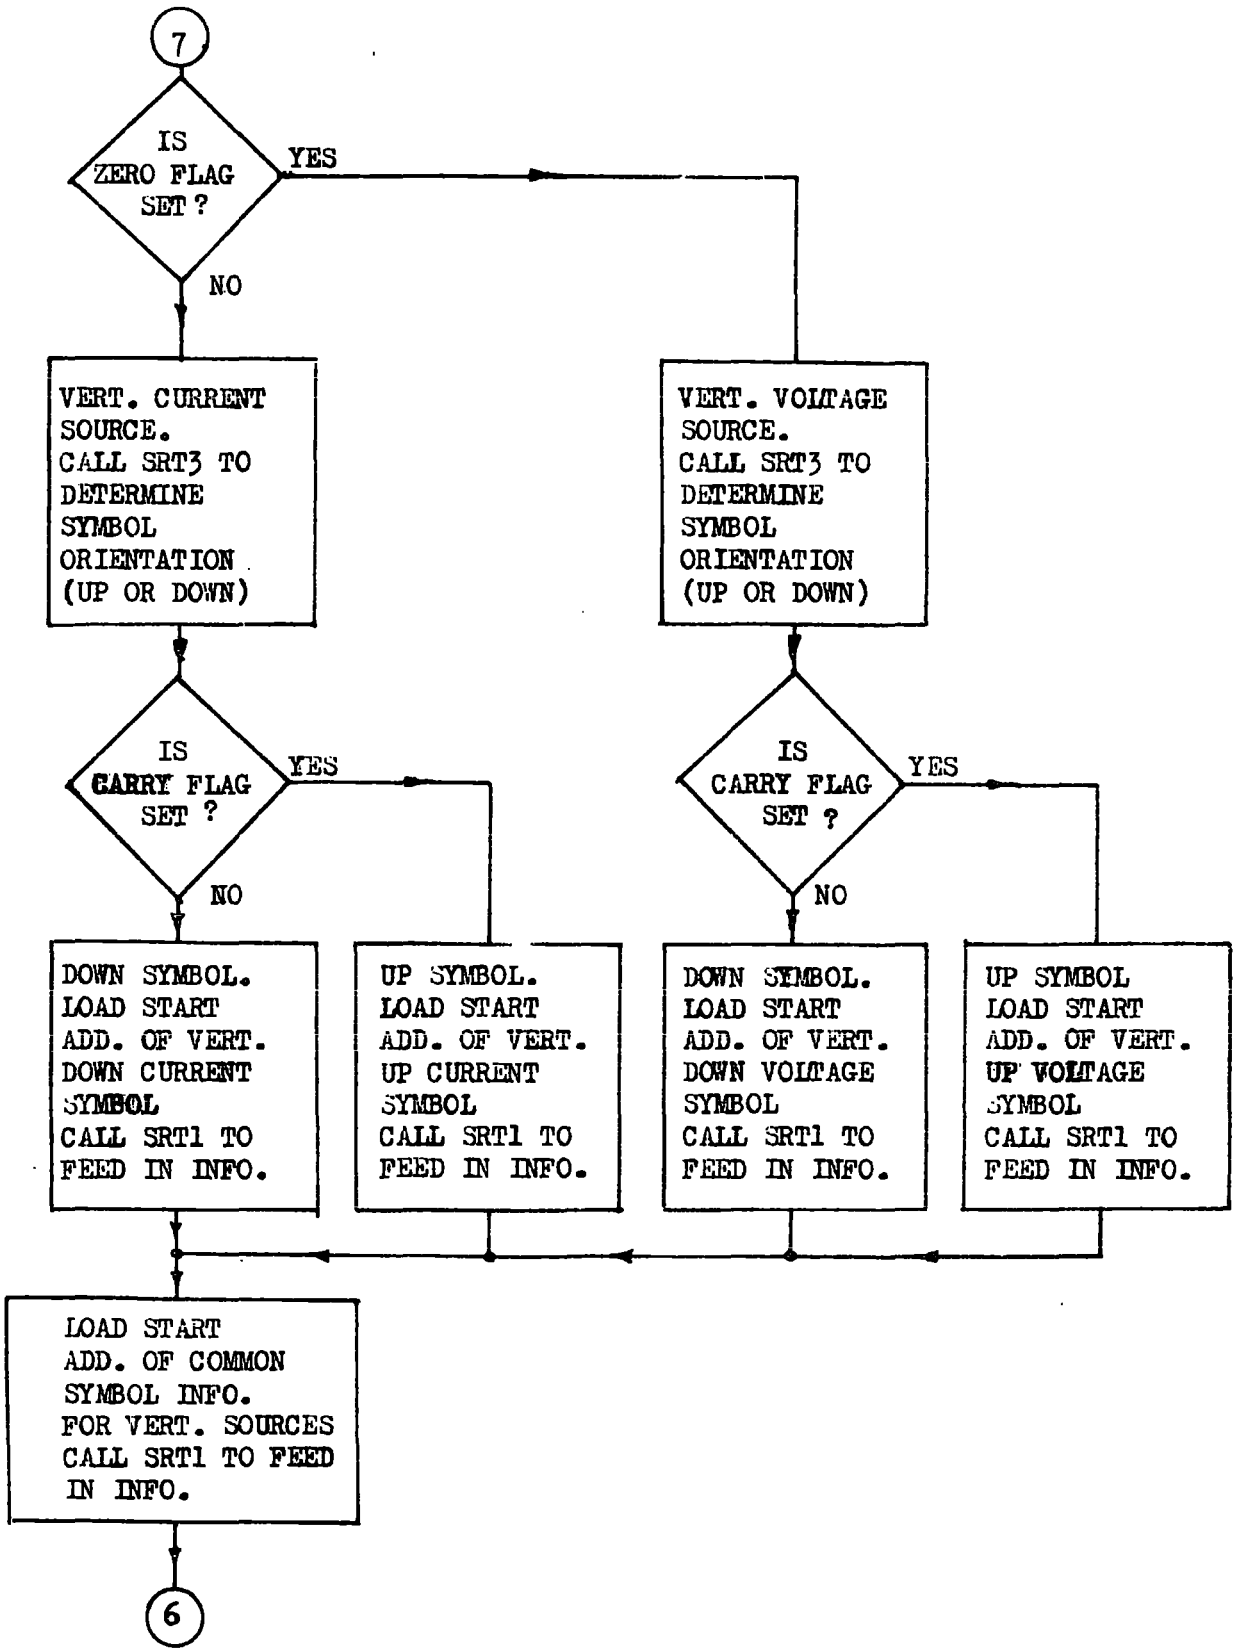 7
IS
ZERO FLAG
SET ?
YES
NO
VERT. CURRENT
SOURCE.
CALL SRT3 TO
DETERMINE
SYMBOL
ORIENTATION
(UP OR DOWN)
VERT. VOLTAGE
SOURCE.
CALL SRT3 TO
DETERMINE
SYMBOL
ORIENTATION
(UP OR DOWN)
IS
CARRY FLAG
SET ?
YES
NO
IS
CARRY FLAG
SET ?
YES
NO
DOWN SYMBOL.
LOAD START
ADD. OF VERT.
DOWN CURRENT
SYMBOL
CALL SRT1 TO
FEED IN INFO.
UP SYMBOL.
LOAD START
ADD. OF VERT.
UP CURRENT
SYMBOL
CALL SRT1 TO
FEED IN INFO.
DOWN SYMBOL.
LOAD START
ADD. OF VERT.
DOWN VOLTAGE
SYMBOL
CALL SRT1 TO
FEED IN INFO.
UP SYMBOL
LOAD START
ADD. OF VERT.
UP VOLTAGE
SYMBOL
CALL SRT1 TO
FEED IN INFO.
LOAD START
ADD. OF COMMON
SYMBOL INFO.
FOR VERT. SOURCES
CALL SRT1 TO FEED
IN INFO.
6